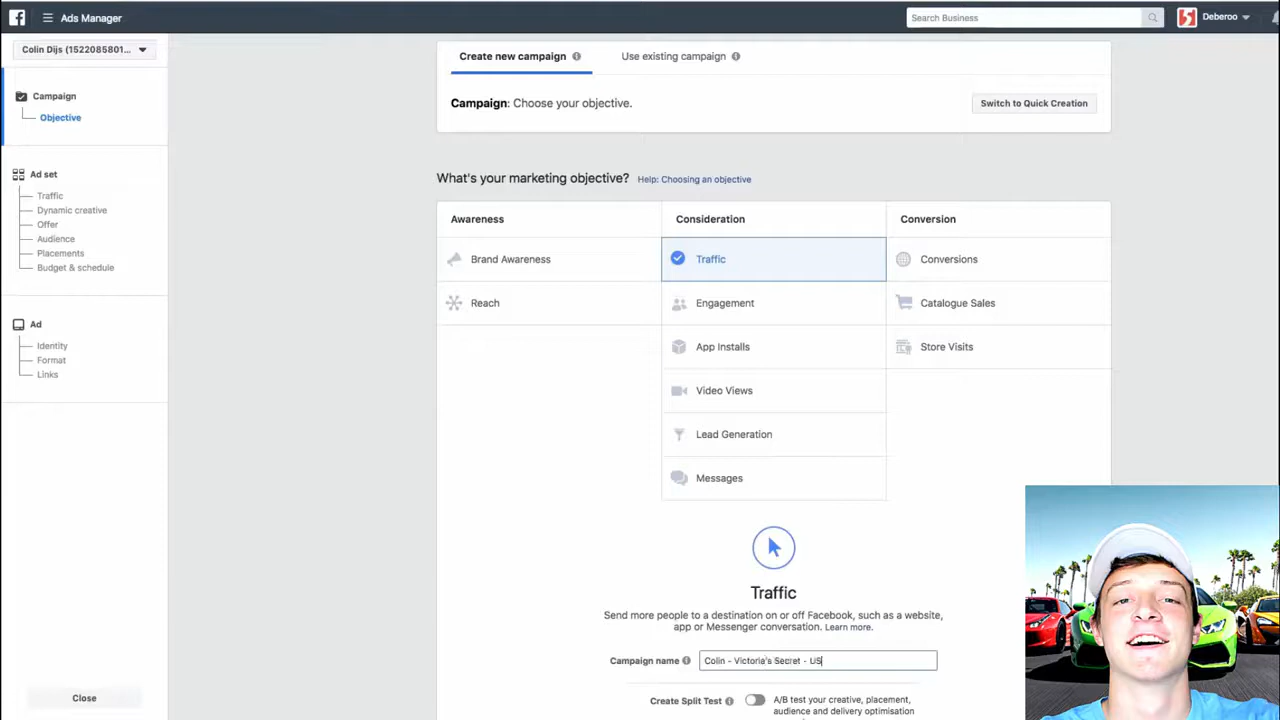 Ads Manager
Search Business
Deberoo
Colin Dijs (1522085801...
Campaign
Objective
Ad set
Traffic
Dynamic creative
Offer
Audience
Placements
Budget & schedule
Ad
Identity
Format
Links
Close
Create new campaign
Use existing campaign
Campaign: Choose your objective.
Switch to Quick Creation
What's your marketing objective? Help: Choosing an objective
Awareness
Consideration
Conversion
Brand Awareness
Traffic
Conversions
Reach
Engagement
Catalogue Sales
App Installs
Store Visits
Video Views
Lead Generation
Messages
Traffic
Send more people to a destination on or off Facebook, such as a website,
app or Messenger conversation. Learn more.
Campaign name
Colin - Victoria's Secret - US
Create Split Test
A/B test your creative, placement,
audience and delivery optimisation